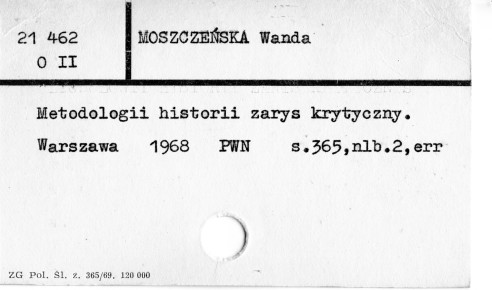 21 462
O II
MOSZCZEŃSKA Wanda
Metodologii historii zarys krytyczny.
Warszawa 1968 PWN s.365,nlb.2,err
ZG Pol. Śl. z. 365/69, 120 000